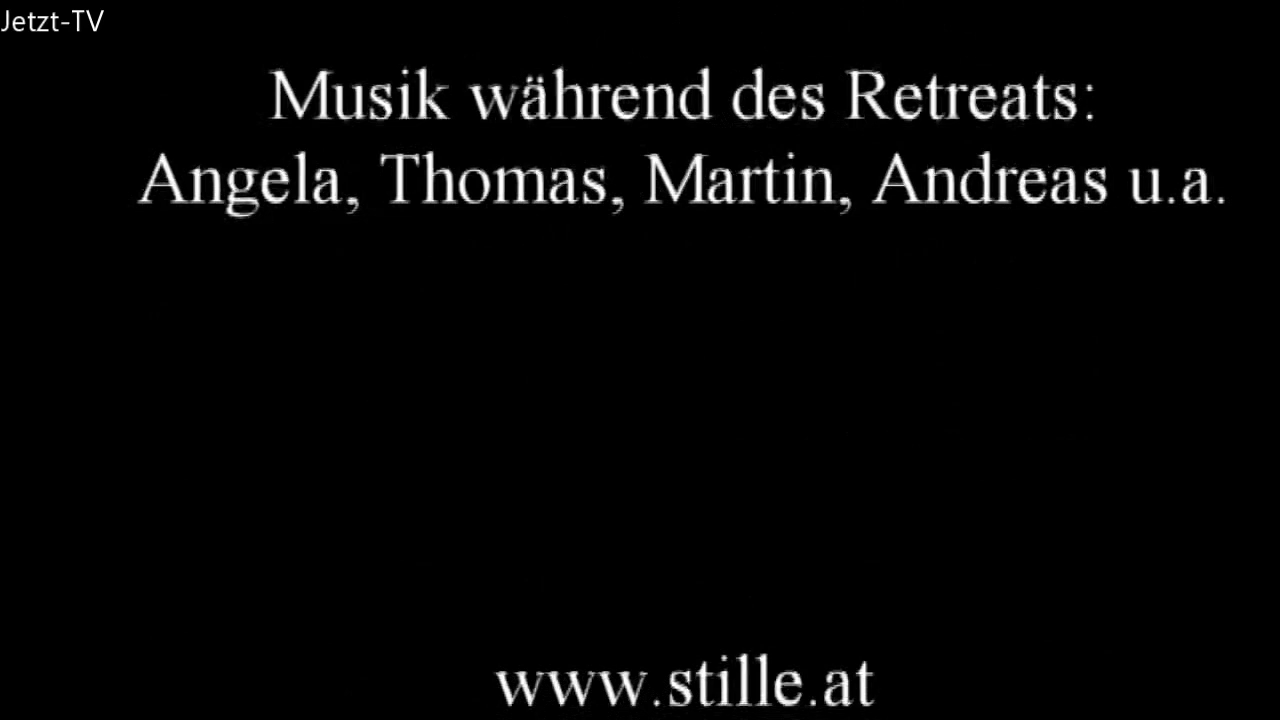 Jetzt-TV
Musik während des Retreats:
Angela, Thomas, Martin, Andreas u.a.
www.stille.at